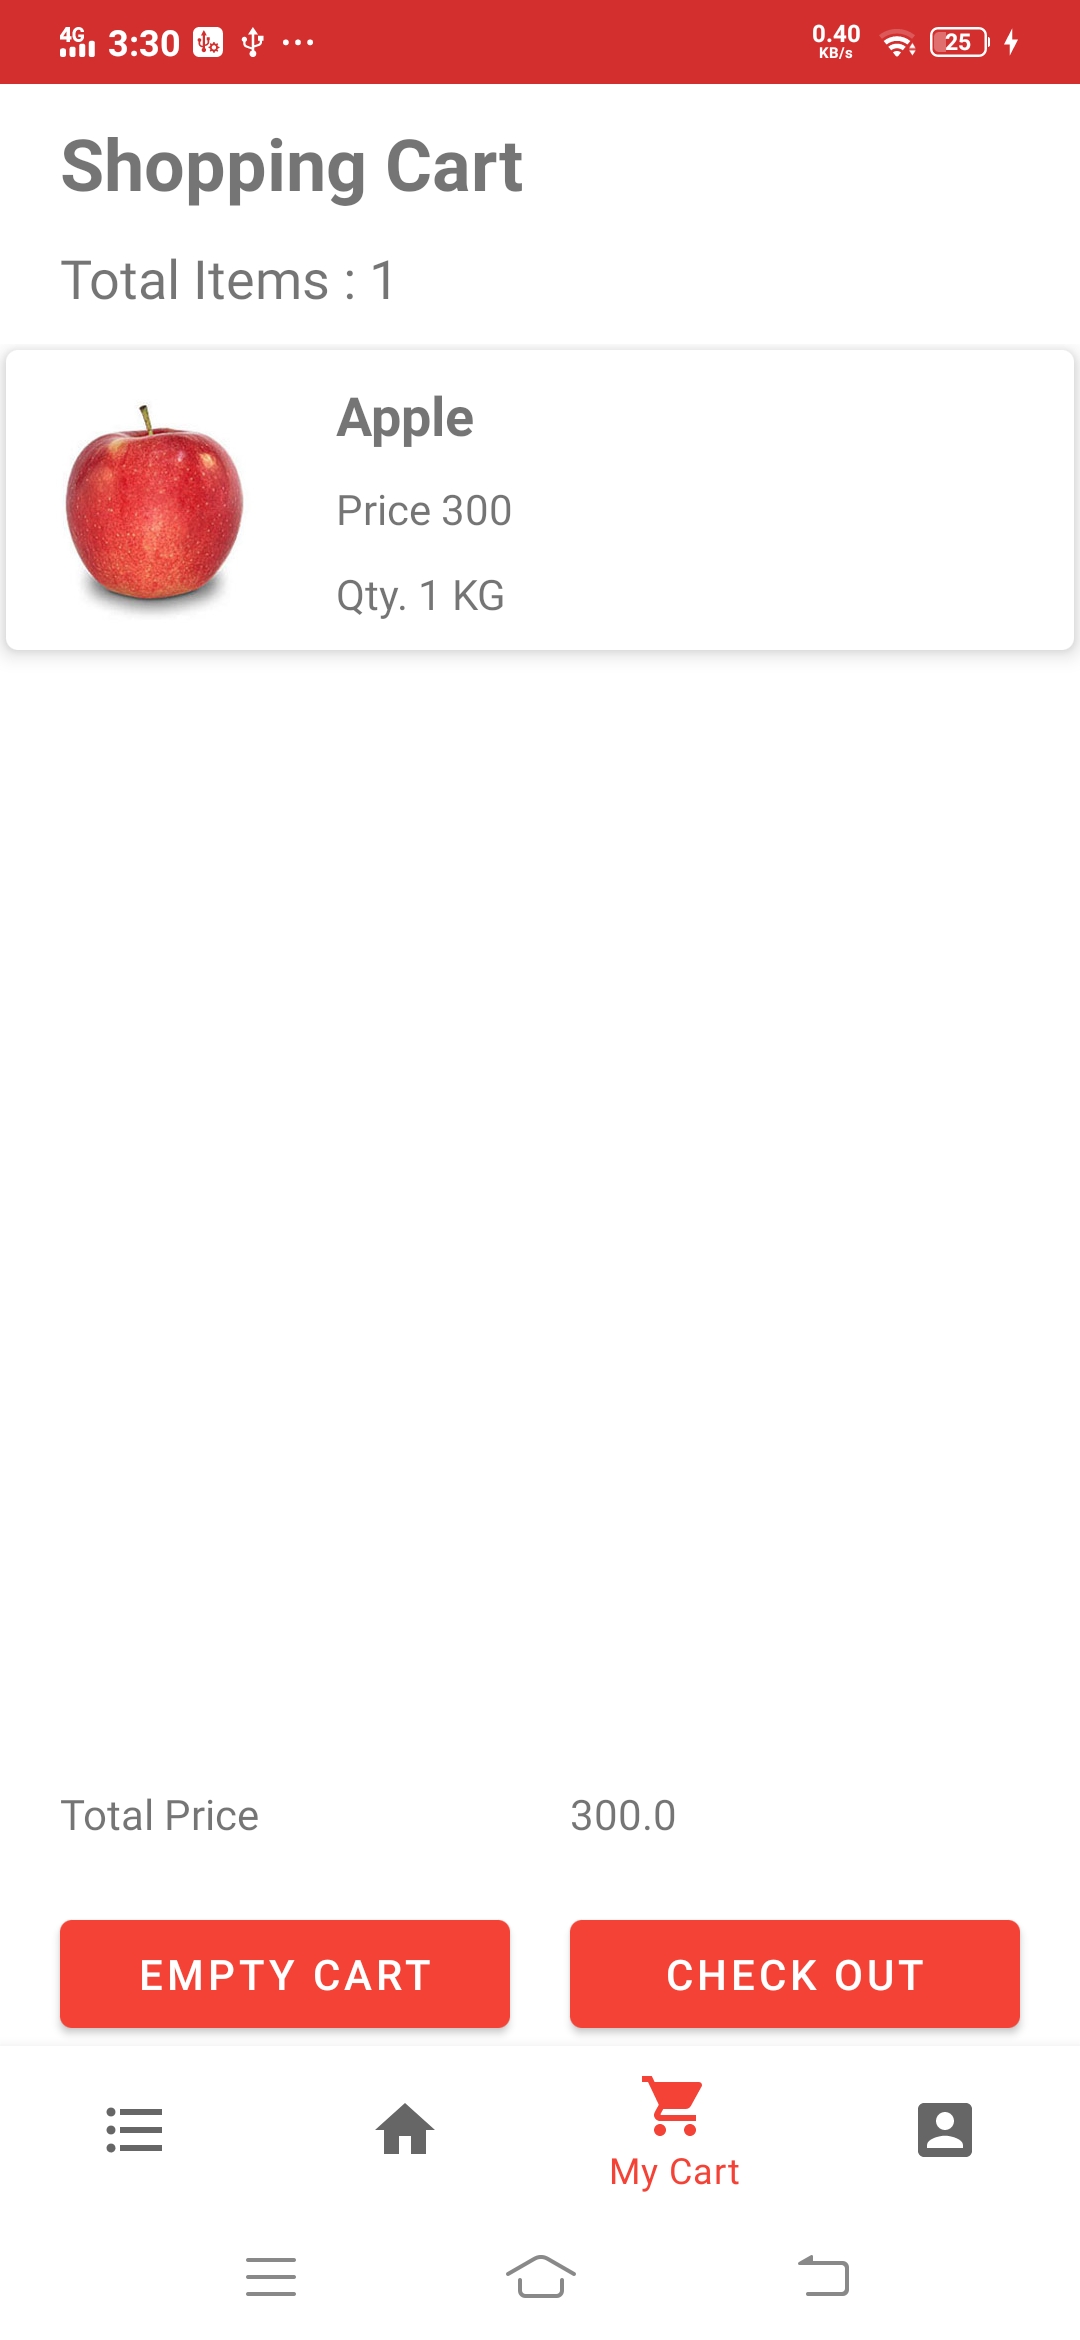 4G 3:30 0.40 KB/s 25
Shopping Cart
Total Items : 1
Apple
Price 300
Qty. 1 KG
Total Price 300.0
EMPTY CART CHECK OUT
My Cart